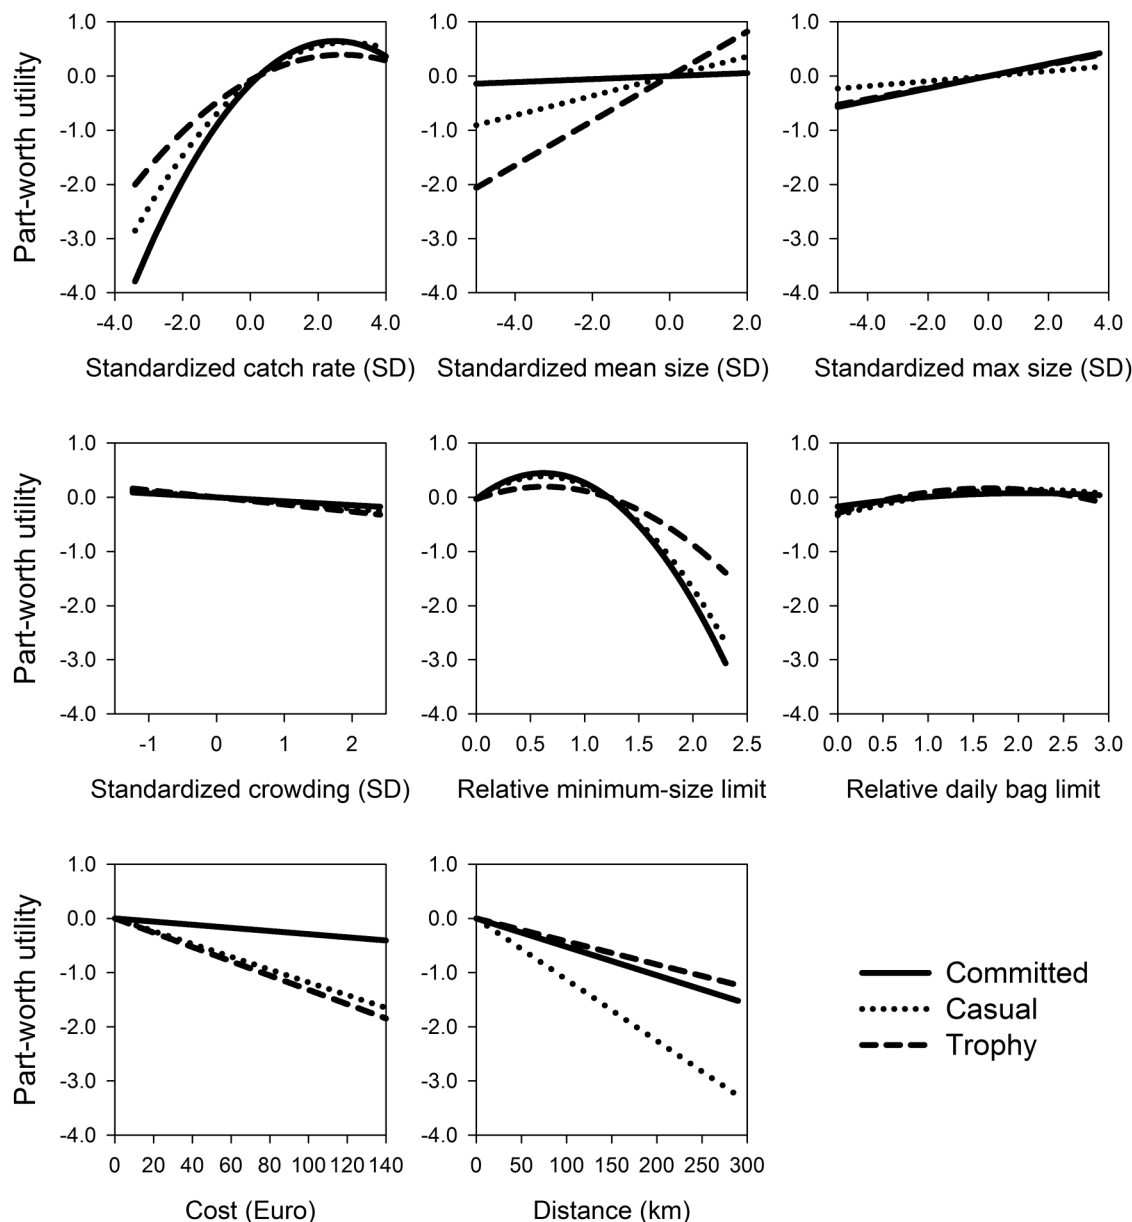 1.0
0.0
-1.0
-2.0
-3.0
-4.0
Part-worth utility
-4.0 -2.0 0.0 2.0 4.0
Standardized catch rate (SD)
1.0
0.0
-1.0
-2.0
-3.0
-4.0
-4.0 -2.0 0.0 2.0
Standardized mean size (SD)
1.0
0.0
-1.0
-2.0
-3.0
-4.0
-4.0 -2.0 0.0 2.0 4.0
Standardized max size (SD)
1.0
0.0
-1.0
-2.0
-3.0
-4.0
Part-worth utility
-1 0 1 2
Standardized crowding (SD)
1.0
0.0
-1.0
-2.0
-3.0
-4.0
0.0 0.5 1.0 1.5 2.0 2.5
Relative minimum-size limit
1.0
0.0
-1.0
-2.0
-3.0
-4.0
0.0 0.5 1.0 1.5 2.0 2.5 3.0
Relative daily bag limit
1.0
0.0
-1.0
-2.0
-3.0
-4.0
Part-worth utility
0 20 40 60 80 100 120 140
Cost (Euro)
1.0
0.0
-1.0
-2.0
-3.0
-4.0
0 50 100 150 200 250 300
Distance (km)
Committed
Casual
Trophy